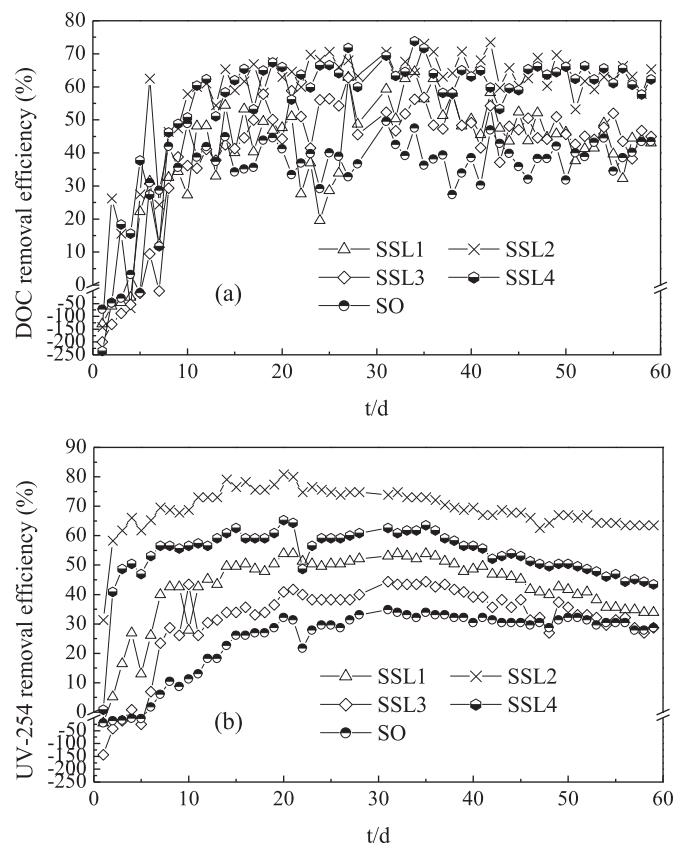 80
70
60
50
40
30
20
10
0
-50
-100
-150
-200
-250
DOC removal efficiency (%)
SSL1
SSL2
SSL3
SSL4
SO
(a)
0 10 20 30 40 50 60
t/d
90
80
70
60
50
40
30
20
10
0
-50
-100
-150
-200
-250
UV-254 removal efficiency (%)
SSL1
SSL2
SSL3
SSL4
SO
(b)
0 10 20 30 40 50 60
t/d